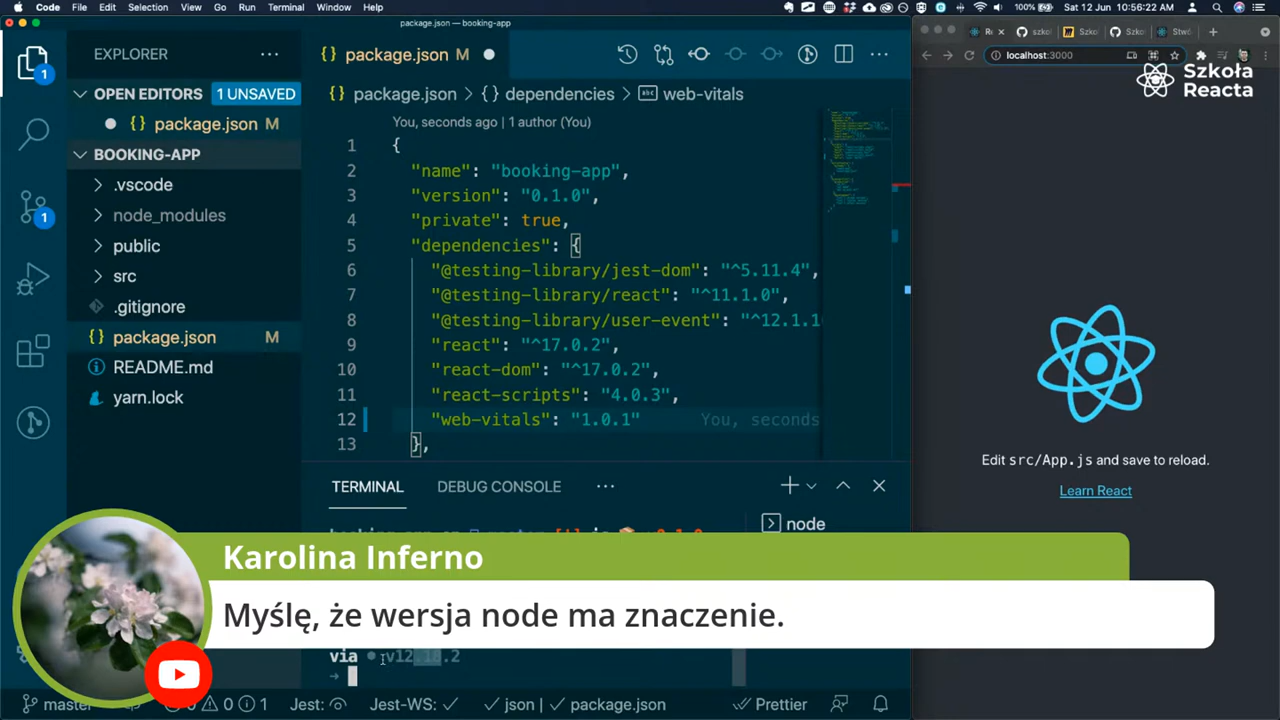 Code File Edit Selection View Go Run Terminal Window Help 100% Sat 12 Jun 10:56:22
package.json — booking-app
EXPLORER
package.json M
OPEN EDITORS 1 UNSAVED
package.json M
BOOKING-APP
.vscode
node_modules
public
src
.gitignore
package.json M
README.md
yarn.lock
1
1
package.json > {} dependencies > web-vitals
You, seconds ago | 1 author (You)
1 {
2 "name": "booking-app",
3 "version": "0.1.0",
4 "private": true,
5 "dependencies": {
6 "@testing-library/jest-dom": "^5.11.4",
7 "@testing-library/react": "^11.1.0",
8 "@testing-library/user-event": "^12.1.10
9 "react": "^17.0.2",
10 "react-dom": "^17.0.2",
11 "react-scripts": "4.0.3",
12 "web-vitals": "1.0.1" You, seconds
13 },
TERMINAL DEBUG CONSOLE
node
via v12.18.2
master 0 0 1 Jest: Jest-WS: json package.json Prettier
localhost:3000
Szkoła
Reacta
Edit src/App.js and save to reload.
Learn React
Karolina Inferno
Myślę, że wersja node ma znaczenie.